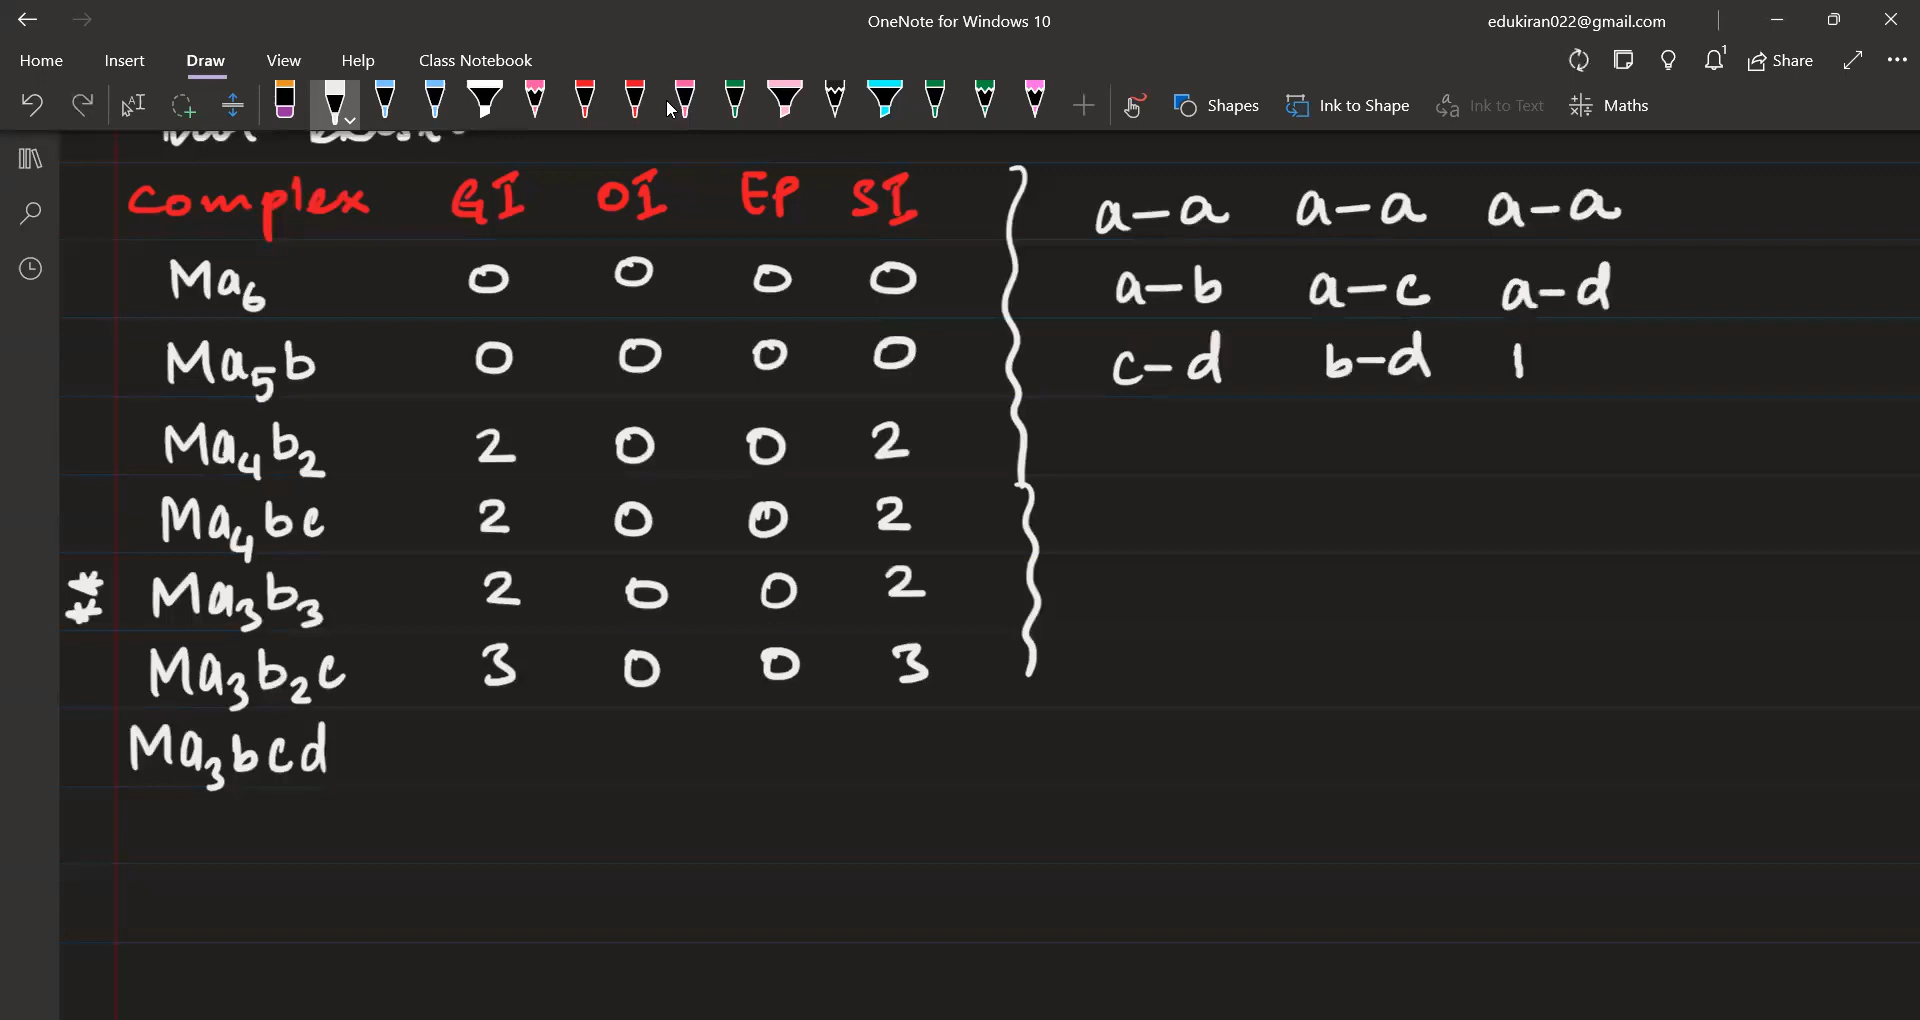 OneNote for Windows 10
edukiran022@gmail.com
Home Insert Draw View Help Class Notebook
1 Share
Shapes Ink to Shape Ink to Text Maths
Complex GI OI EP SI
Ma₆ 0 0 0 0
Ma₅b 0 0 0 0
Ma₄b₂ 2 0 0 2
Ma₄bc 2 0 0 2
** Ma₃b₃ 2 0 0 2
Ma₃b₂c 3 0 0 3
Ma₃bcd
a-a a-a a-a
a-b a-c a-d
c-d b-d